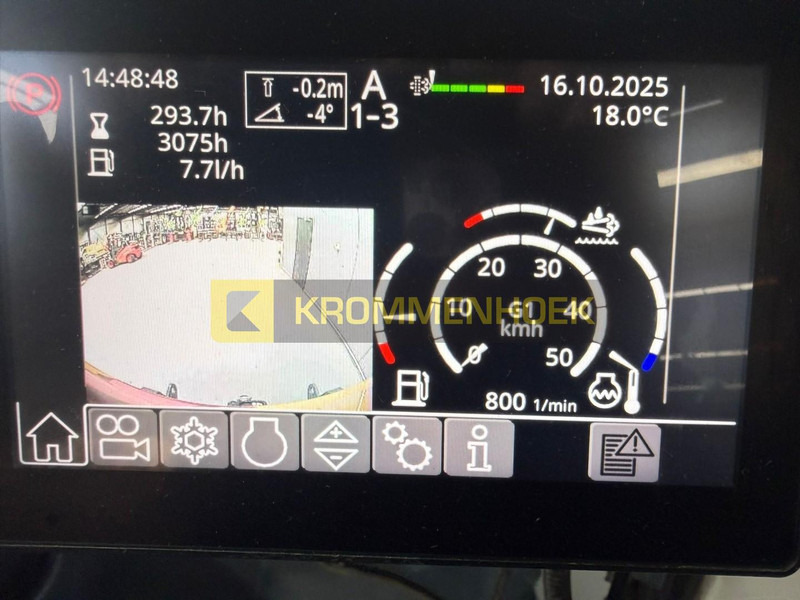 P
14:48:48
-0.2m
-4°
A
1-3
16.10.2025
18.0°C
293.7h
3075h
7.7l/h
10
20
30
40
50
G1
kmh
800 1/min
KROMMENHOEK